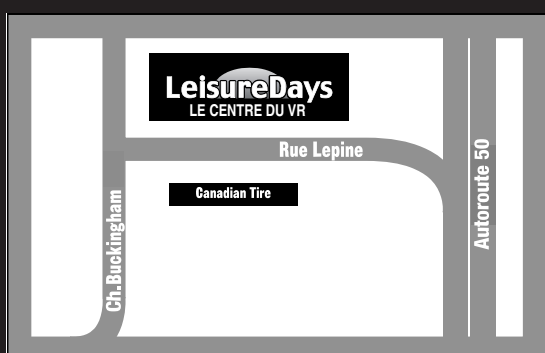 LeisureDays
LE CENTRE DU VR
Rue Lepine
Canadian Tire
Ch.Buckingham
Autoroute 50